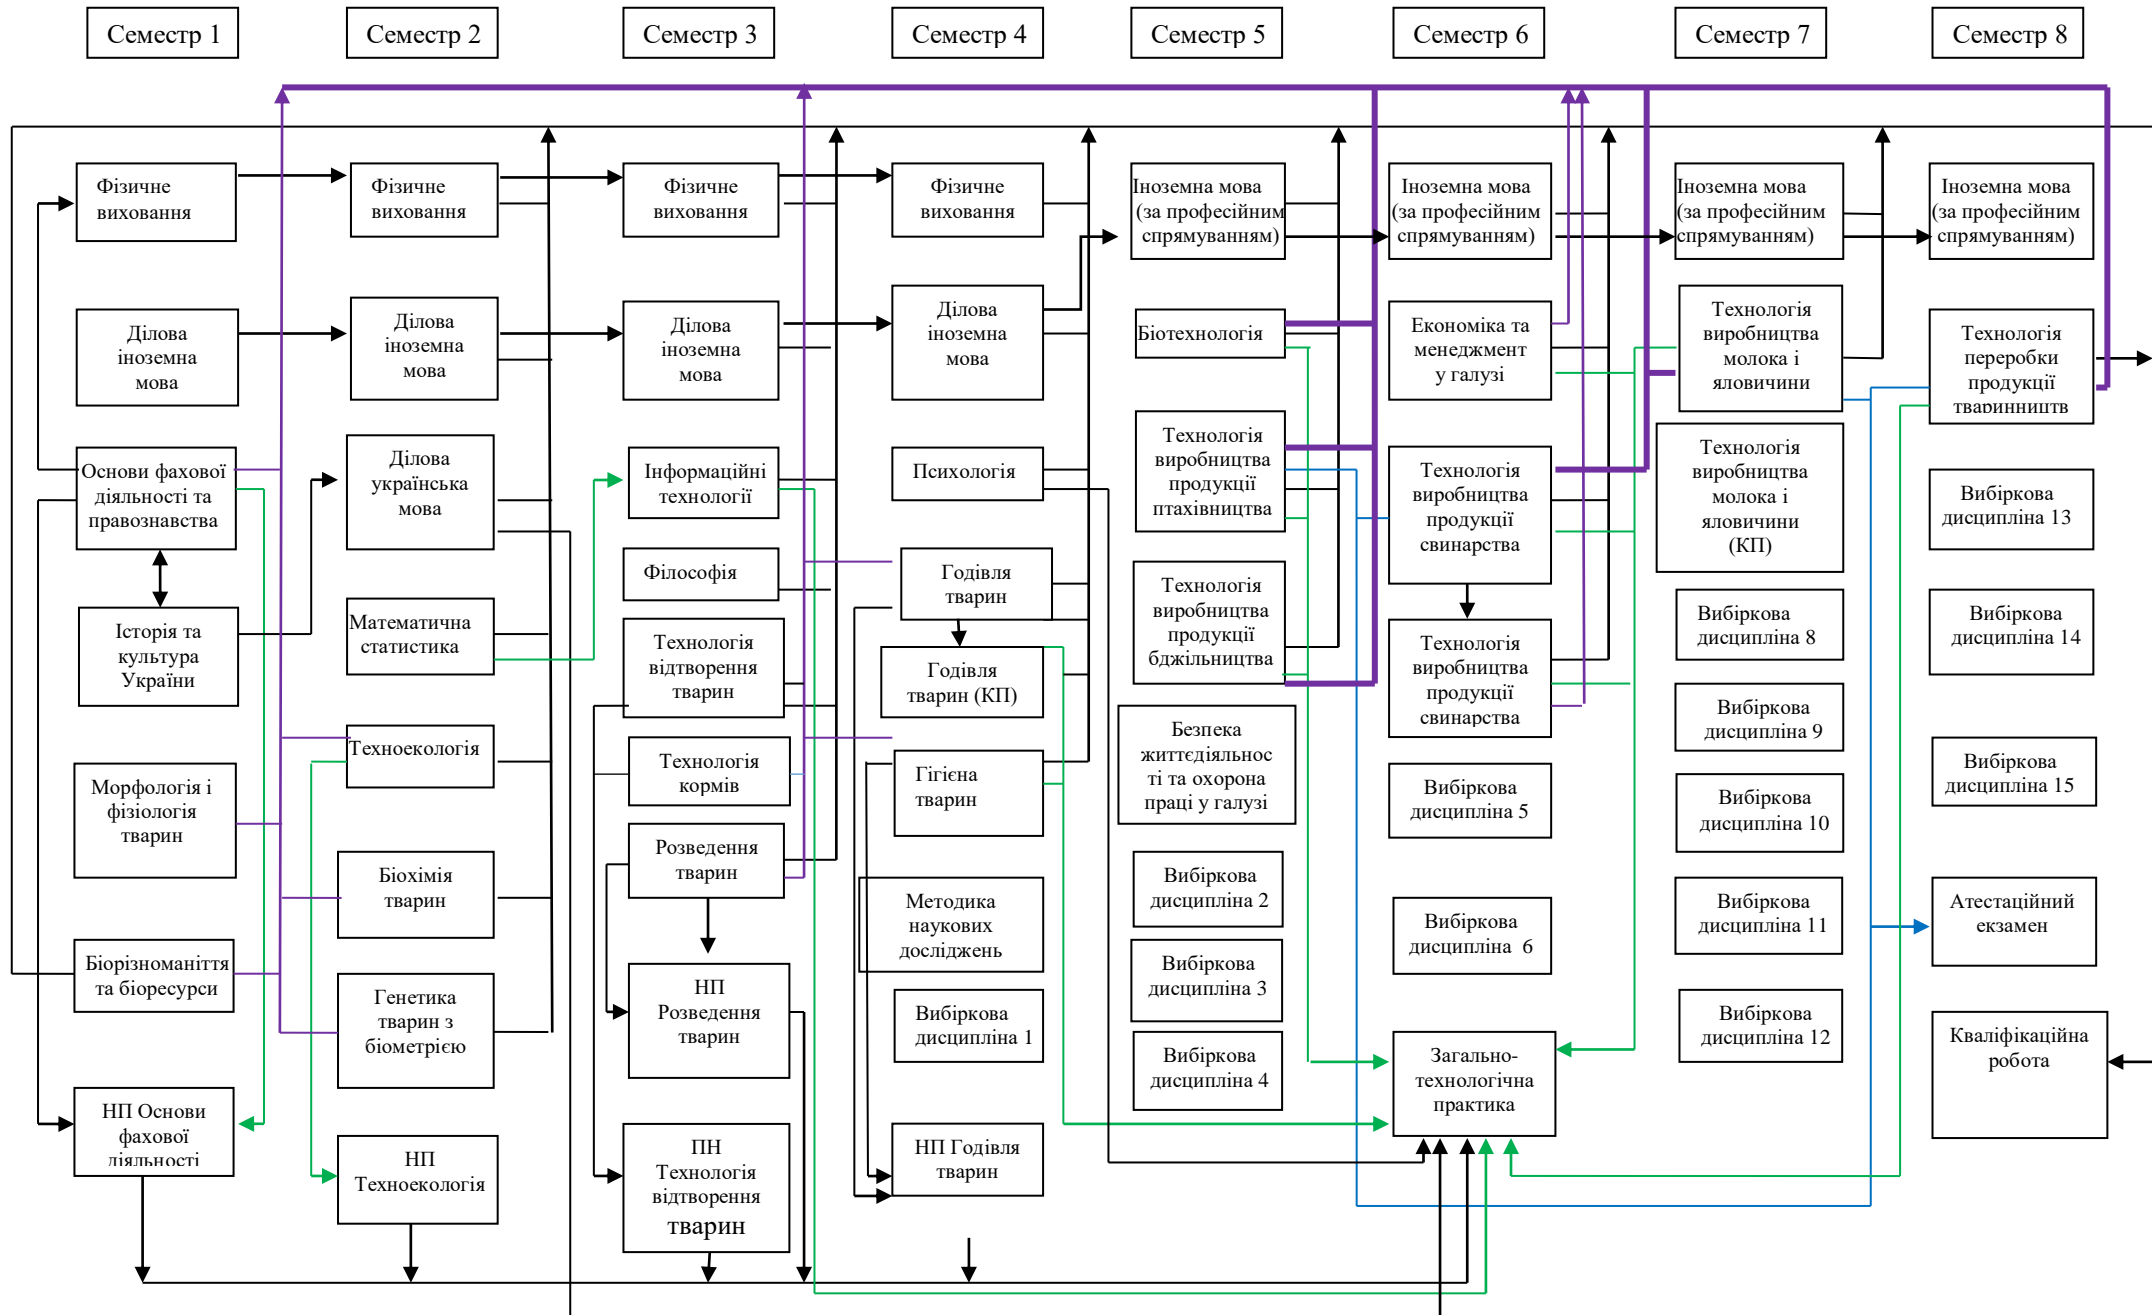 Семестр 1
Семестр 2
Семестр 3
Семестр 4
Семестр 5
Семестр 6
Семестр 7
Семестр 8
Фізичне
виховання
Ділова
іноземна
мова
Основи фахової
діяльності та
правознавства
Історія та
культура
України
Морфологія і
фізіологія
тварин
Біорізноманіття
та біоресурси
НП Основи
фахової
діяльності
Фізичне
виховання
Ділова
іноземна
мова
Ділова
українська
мова
Математична
статистика
Техноекологія
Біохімія
тварин
Генетика
тварин з
біометрією
НП
Техноекологія
Фізичне
виховання
Ділова
іноземна
мова
Інформаційні
технології
Філософія
Технологія
відтворення
тварин
Технологія
кормів
Розведення
тварин
НП
Розведення
тварин
ПН
Технологія
відтворення
тварин
Фізичне
виховання
Ділова
іноземна
мова
Психологія
Годівля
тварин
Годівля
тварин (КП)
Гігієна
тварин
Методика
наукових
досліджень
Вибіркова
дисципліна 1
НП Годівля
тварин
Іноземна мова
(за професійним
спрямуванням)
Біотехнологія
Технологія
виробництва
продукції
птахівництва
Технологія
виробництва
продукції
бджільництва
Безпека
життєдіяльнос
ті та охорона
праці у галузі
Вибіркова
дисципліна 2
Вибіркова
дисципліна 3
Вибіркова
дисципліна 4
Іноземна мова
(за професійним
спрямуванням)
Економіка та
менеджмент
у галузі
Технологія
виробництва
продукції
свинарства
Технологія
виробництва
продукції
свинарства
Вибіркова
дисципліна 5
Вибіркова
дисципліна 6
Загально-
технологічна
практика
Іноземна мова
(за професійним
спрямуванням)
Технологія
виробництва
молока і
яловичини
Технологія
виробництва
молока і
яловичини
(КП)
Вибіркова
дисципліна 8
Вибіркова
дисципліна 9
Вибіркова
дисципліна 10
Вибіркова
дисципліна 11
Вибіркова
дисципліна 12
Іноземна мова
(за професійним
спрямуванням)
Технологія
переробки
продукції
тваринництв
Вибіркова
дисципліна 13
Вибіркова
дисципліна 14
Вибіркова
дисципліна 15
Атестаційний
екзамен
Кваліфікаційна
робота